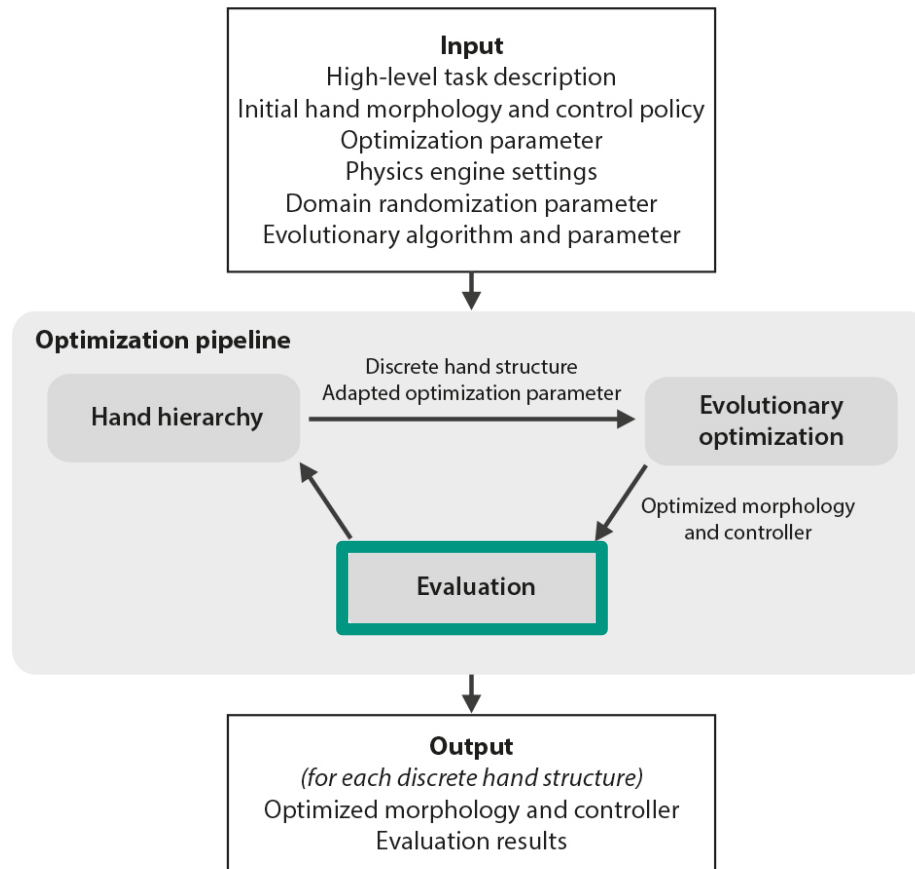 Input
High-level task description
Initial hand morphology and control policy
Optimization parameter
Physics engine settings
Domain randomization parameter
Evolutionary algorithm and parameter
Optimization pipeline
Hand hierarchy
Discrete hand structure
Adapted optimization parameter
Evolutionary
optimization
Optimized morphology
and controller
Evaluation
Output
(for each discrete hand structure)
Optimized morphology and controller
Evaluation results